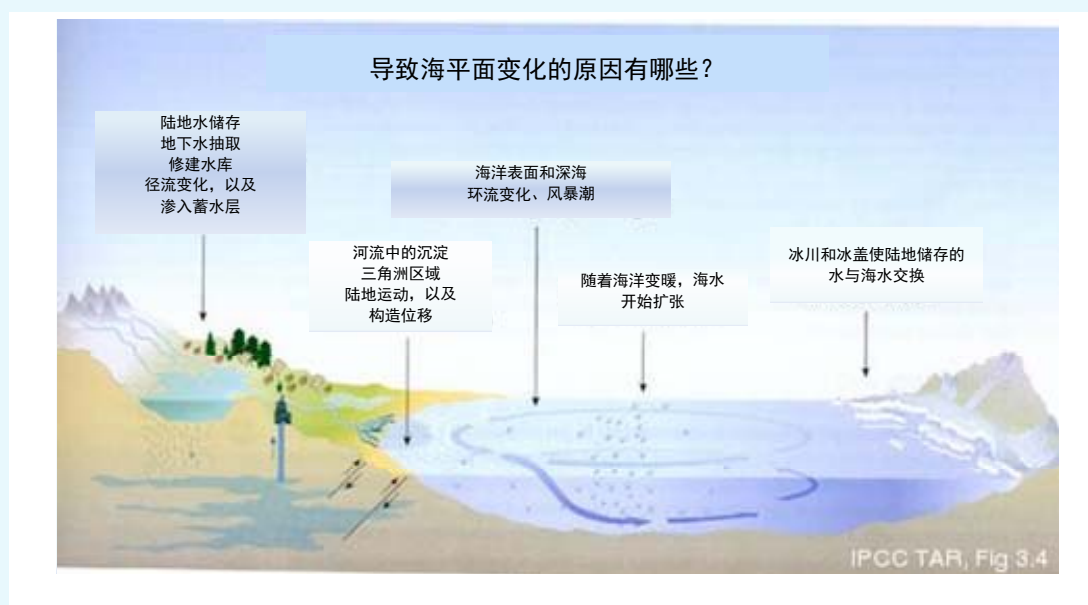 导致海平面变化的原因有哪些？
陆地水储存
地下水抽取
修建水库
径流变化，以及
渗入蓄水层
海洋表面和深海
环流变化、风暴潮
河流中的沉淀
三角洲区域
陆地运动，以及
构造位移
随着海洋变暖，海水
开始扩张
冰川和冰盖使陆地储存的
水与海水交换
IPCC TAR, Fig 3.4